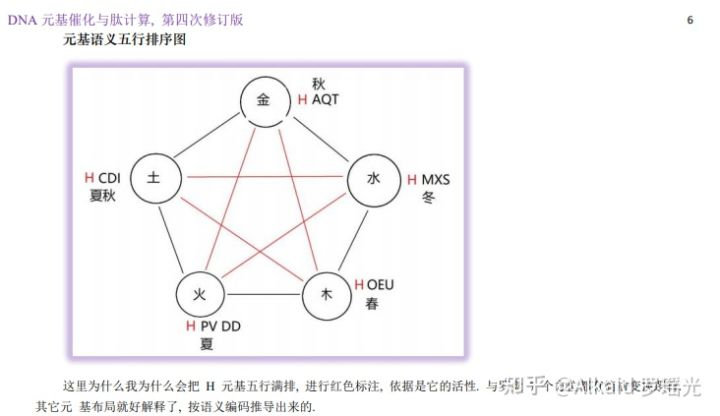 DNA 元基催化与肽计算, 第四次修订版
6
元基语义五行排序图
秋
金
H AQT
H CDI
土
夏秋
水
H MXS
冬
火
H PV DD
夏
木
H OEU
春
这里为什么我为什么会把 H 元基五行满排, 进行红色标注, 依据是它的活性. 与
其它元 基布局就好解释了, 按语义编码推导出来的.
知乎 @Alkaid 罗瑶光